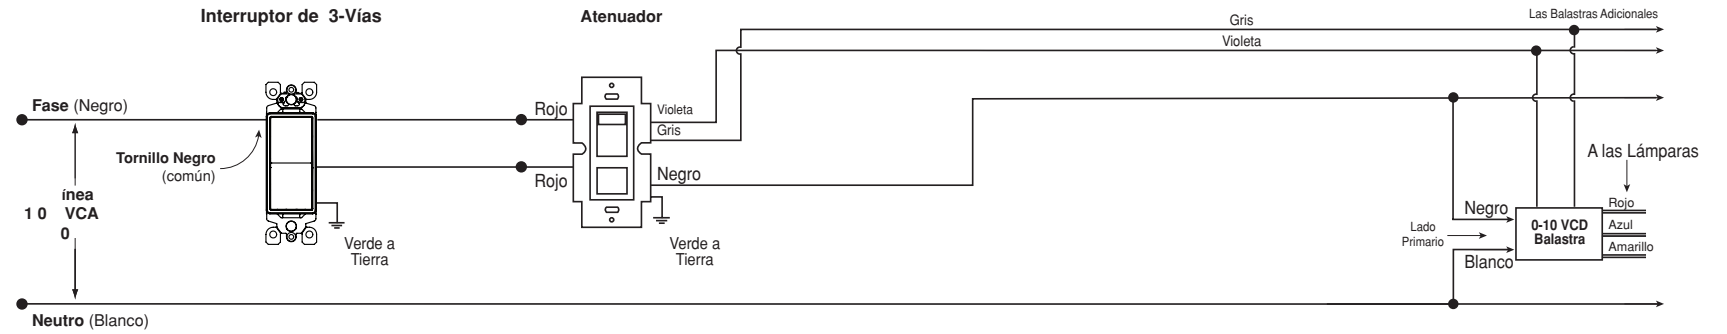 Interruptor de 3-Vías
Atenuador
Las Balastras Adicionales
Gris
Violeta
Fase (Negro)
Rojo
Violeta
Gris
Tornillo Negro
(común)
A las Lámparas
Rojo
Negro
ínea
1 0 VCA
0
Negro
Rojo
Lado
Primario
0-10 VCD
Balastra
Azul
Amarillo
Verde a
Tierra
Verde a
Tierra
Blanco
Neutro (Blanco)